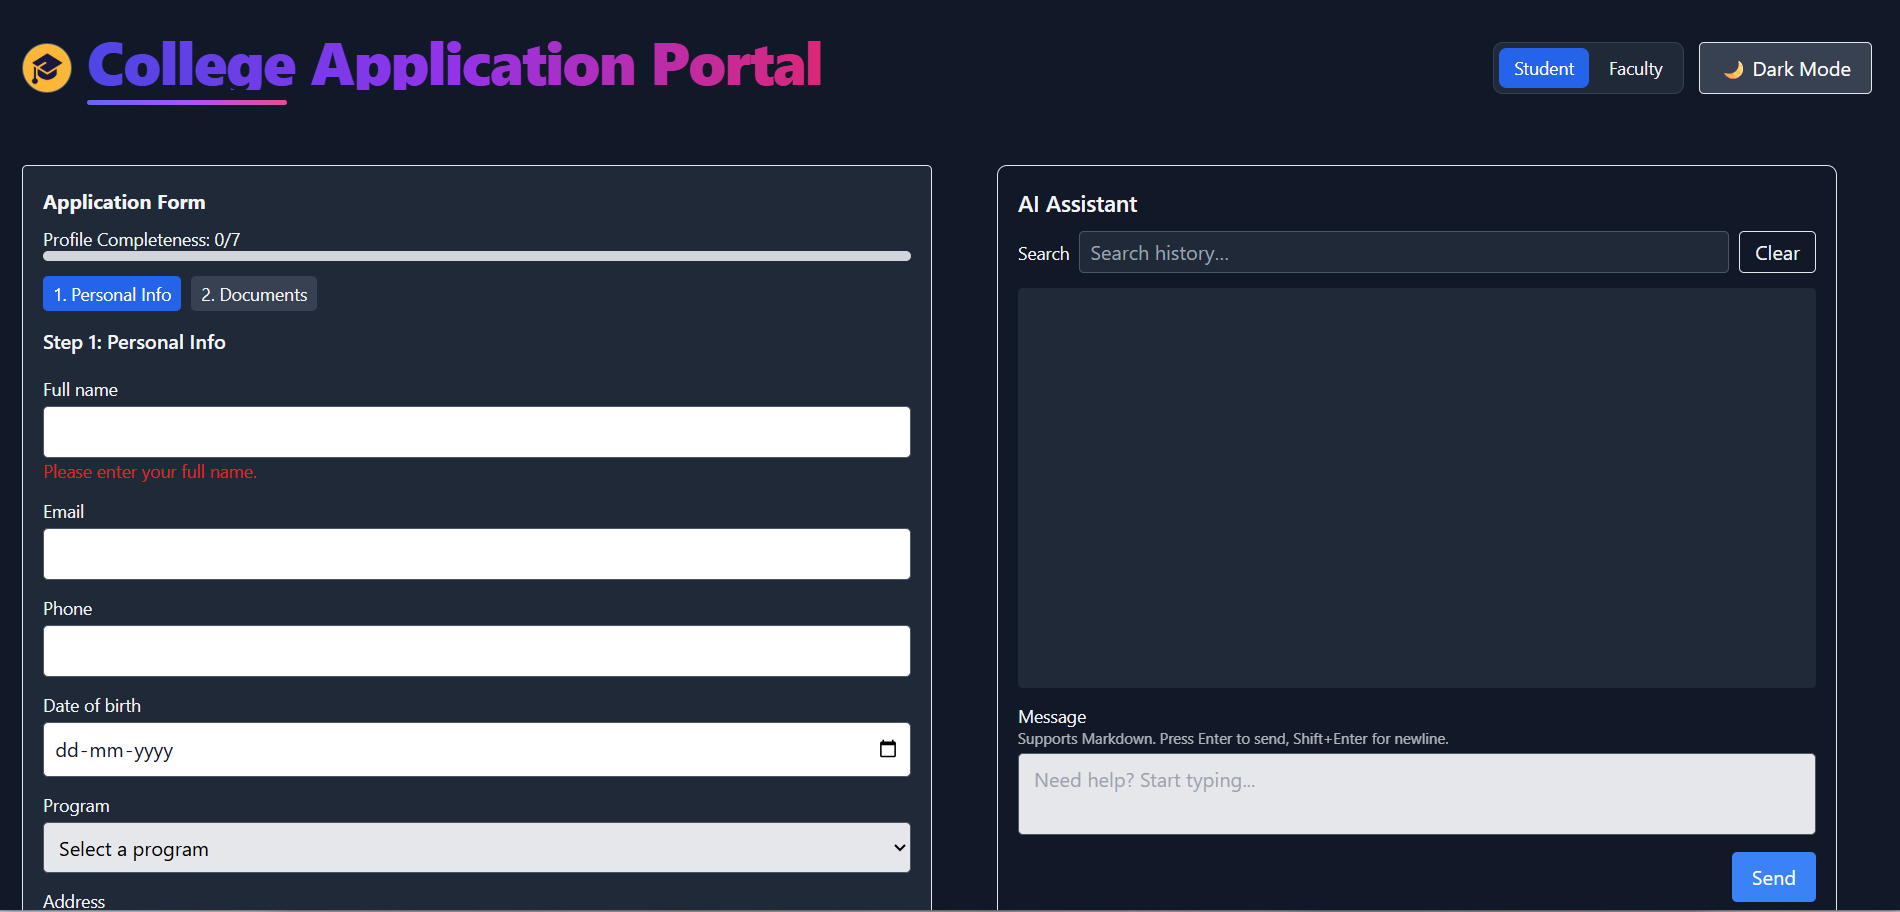 College Application Portal
Student Faculty 🌙 Dark Mode
Application Form
Profile Completeness: 0/7
1. Personal Info 2. Documents
Step 1: Personal Info
Full name
Please enter your full name.
Email
Phone
Date of birth
dd-mm-yyyy
Program
Select a program
Address
AI Assistant
Search Search history... Clear
Message
Supports Markdown. Press Enter to send, Shift+Enter for newline.
Need help? Start typing...
Send